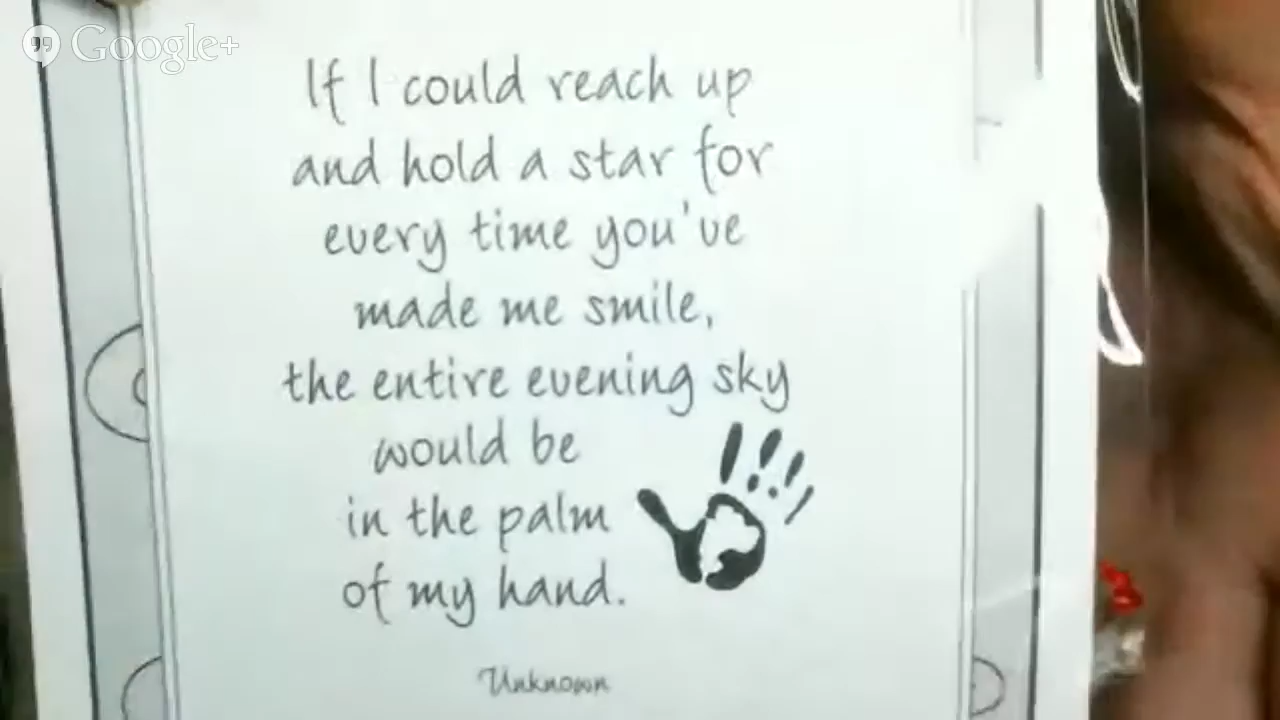 Google+
If I could reach up
and hold a star for
every time you've
made me smile,
the entire evening sky
would be
in the palm
of my hand.
Unknown